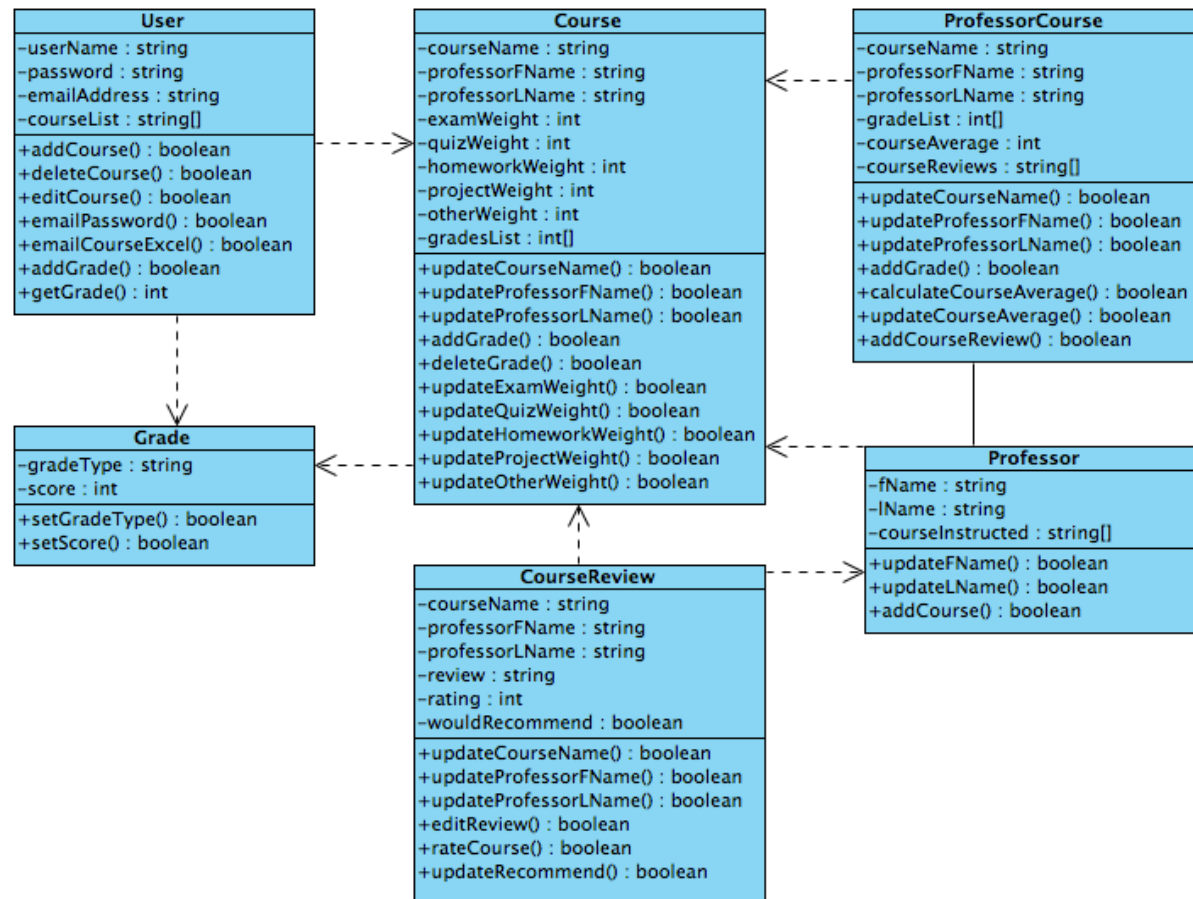 User
-userName : string
-password : string
-emailAddress : string
-courseList : string[]
+addCourse() : boolean
+deleteCourse() : boolean
+editCourse() : boolean
+emailPassword() : boolean
+emailCourseExcel() : boolean
+addGrade() : boolean
+getGrade() : int
Course
-courseName : string
-professorFName : string
-professorLName : string
-examWeight : int
-quizWeight : int
-homeworkWeight : int
-projectWeight : int
-otherWeight : int
-gradesList : int[]
+updateCourseName() : boolean
+updateProfessorFName() : boolean
+updateProfessorLName() : boolean
+addGrade() : boolean
+deleteGrade() : boolean
+updateExamWeight() : boolean
+updateQuizWeight() : boolean
+updateHomeworkWeight() : boolean
+updateProjectWeight() : boolean
+updateOtherWeight() : boolean
ProfessorCourse
-courseName : string
-professorFName : string
-professorLName : string
-gradeList : int[]
-courseAverage : int
-courseReviews : string[]
+updateCourseName() : boolean
+updateProfessorFName() : boolean
+updateProfessorLName() : boolean
+addGrade() : boolean
+calculateCourseAverage() : boolean
+updateCourseAverage() : boolean
+addCourseReview() : boolean
Grade
-gradeType : string
-score : int
+setGradeType() : boolean
+setScore() : boolean
Professor
-fName : string
-lName : string
-courseInstructed : string[]
+updateFName() : boolean
+updateLName() : boolean
+addCourse() : boolean
CourseReview
-courseName : string
-professorFName : string
-professorLName : string
-review : string
-rating : int
-wouldRecommend : boolean
+updateCourseName() : boolean
+updateProfessorFName() : boolean
+updateProfessorLName() : boolean
+editReview() : boolean
+rateCourse() : boolean
+updateRecommend() : boolean